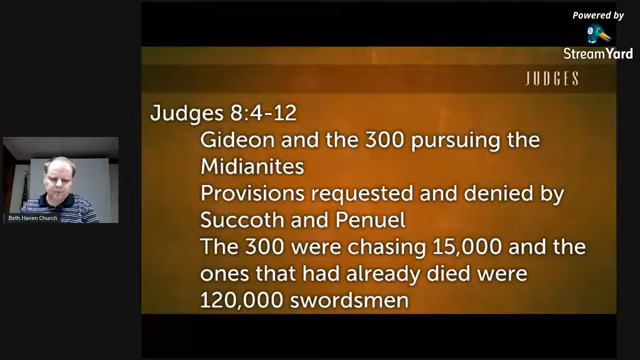 Powered by
StreamYard
JUDGES
Judges 8:4-12
Gideon and the 300 pursuing the
Midianites
Provisions requested and denied by
Succoth and Penuel
The 300 were chasing 15,000 and the
ones that had already died were
120,000 swordsmen
Beth Haven Church